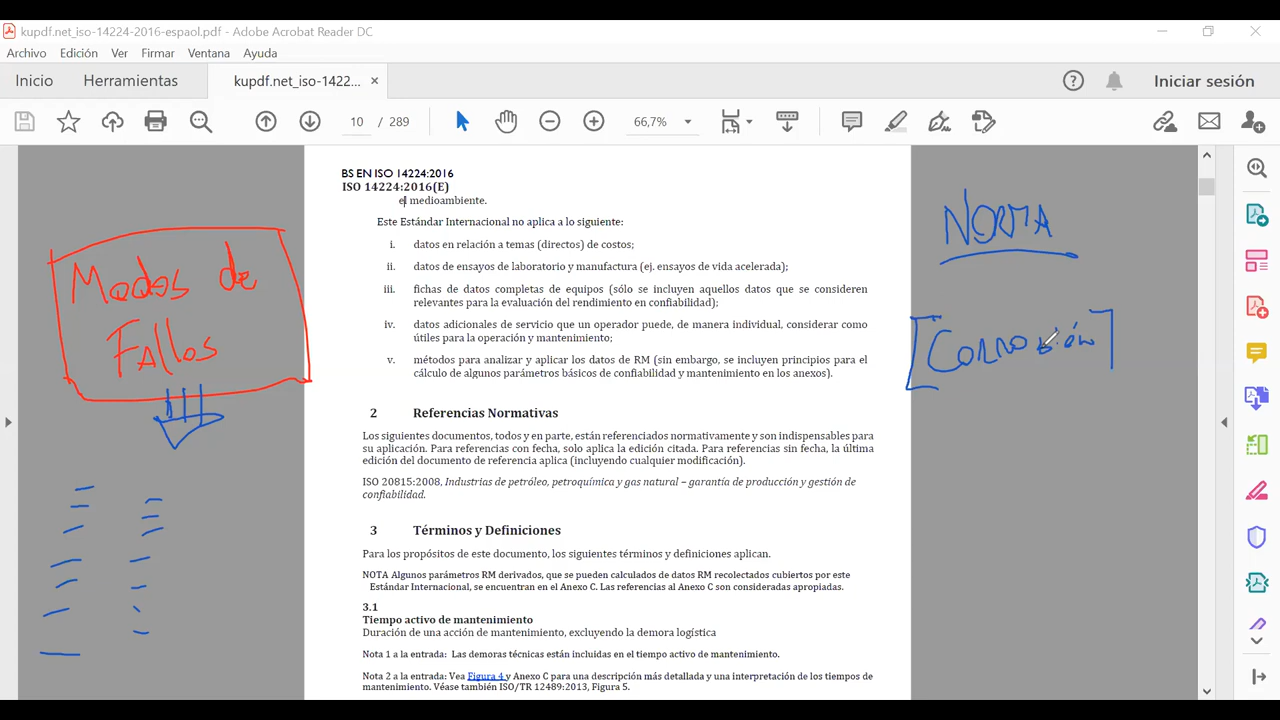 kupdf.net_iso-14224-2016-espaol.pdf - Adobe Acrobat Reader DC
Archivo Edición Ver Firmar Ventana Ayuda
Inicio Herramientas kupdf.net_iso-1422... × Iniciar sesión
10 / 289 66,7%
BS EN ISO 14224:2016
ISO 14224:2016(E)
el medioambiente.
Este Estándar Internacional no aplica a lo siguiente:
i. datos en relación a temas (directos) de costos;
ii. datos de ensayos de laboratorio y manufactura (ej. ensayos de vida acelerada);
iii. fichas de datos completas de equipos (sólo se incluyen aquellos datos que se consideren
relevantes para la evaluación del rendimiento en confiabilidad);
iv. datos adicionales de servicio que un operador puede, de manera individual, considerar como
útiles para la operación y mantenimiento;
v. métodos para analizar y aplicar los datos de RM (sin embargo, se incluyen principios para el
cálculo de algunos parámetros básicos de confiabilidad y mantenimiento en los anexos).
2 Referencias Normativas
Los siguientes documentos, todos y en parte, están referenciados normativamente y son indispensables para
su aplicación. Para referencias con fecha, solo aplica la edición citada. Para referencias sin fecha, la última
edición del documento de referencia aplica (incluyendo cualquier modificación).
ISO 20815:2008, Industrias de petróleo, petroquímica y gas natural – garantía de producción y gestión de
confiabilidad.
3 Términos y Definiciones
Para los propósitos de este documento, los siguientes términos y definiciones aplican.
NOTA Algunos parámetros RM derivados, que se pueden calculados de datos RM recolectados cubiertos por este
Estándar Internacional, se encuentran en el Anexo C. Las referencias al Anexo C son consideradas apropiadas.
3.1
Tiempo activo de mantenimiento
Duración de una acción de mantenimiento, excluyendo la demora logística
Nota 1 a la entrada: Las demoras técnicas están incluidas en el tiempo activo de mantenimiento.
Nota 2 a la entrada: Vea Figura 4 y Anexo C para una descripción más detallada y una interpretación de los tiempos de
mantenimiento. Véase también ISO/TR 12489:2013, Figura 5.
Modos de
Fallos
NORMA
[Corrosión]